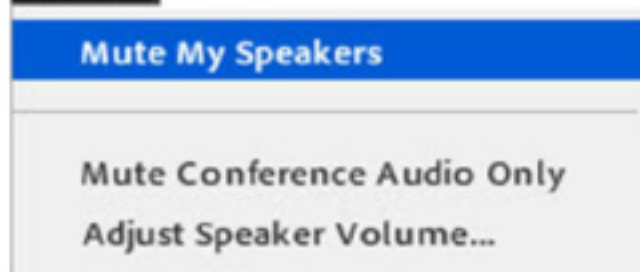 Mute My Speakers
Mute Conference Audio Only
Adjust Speaker Volume...